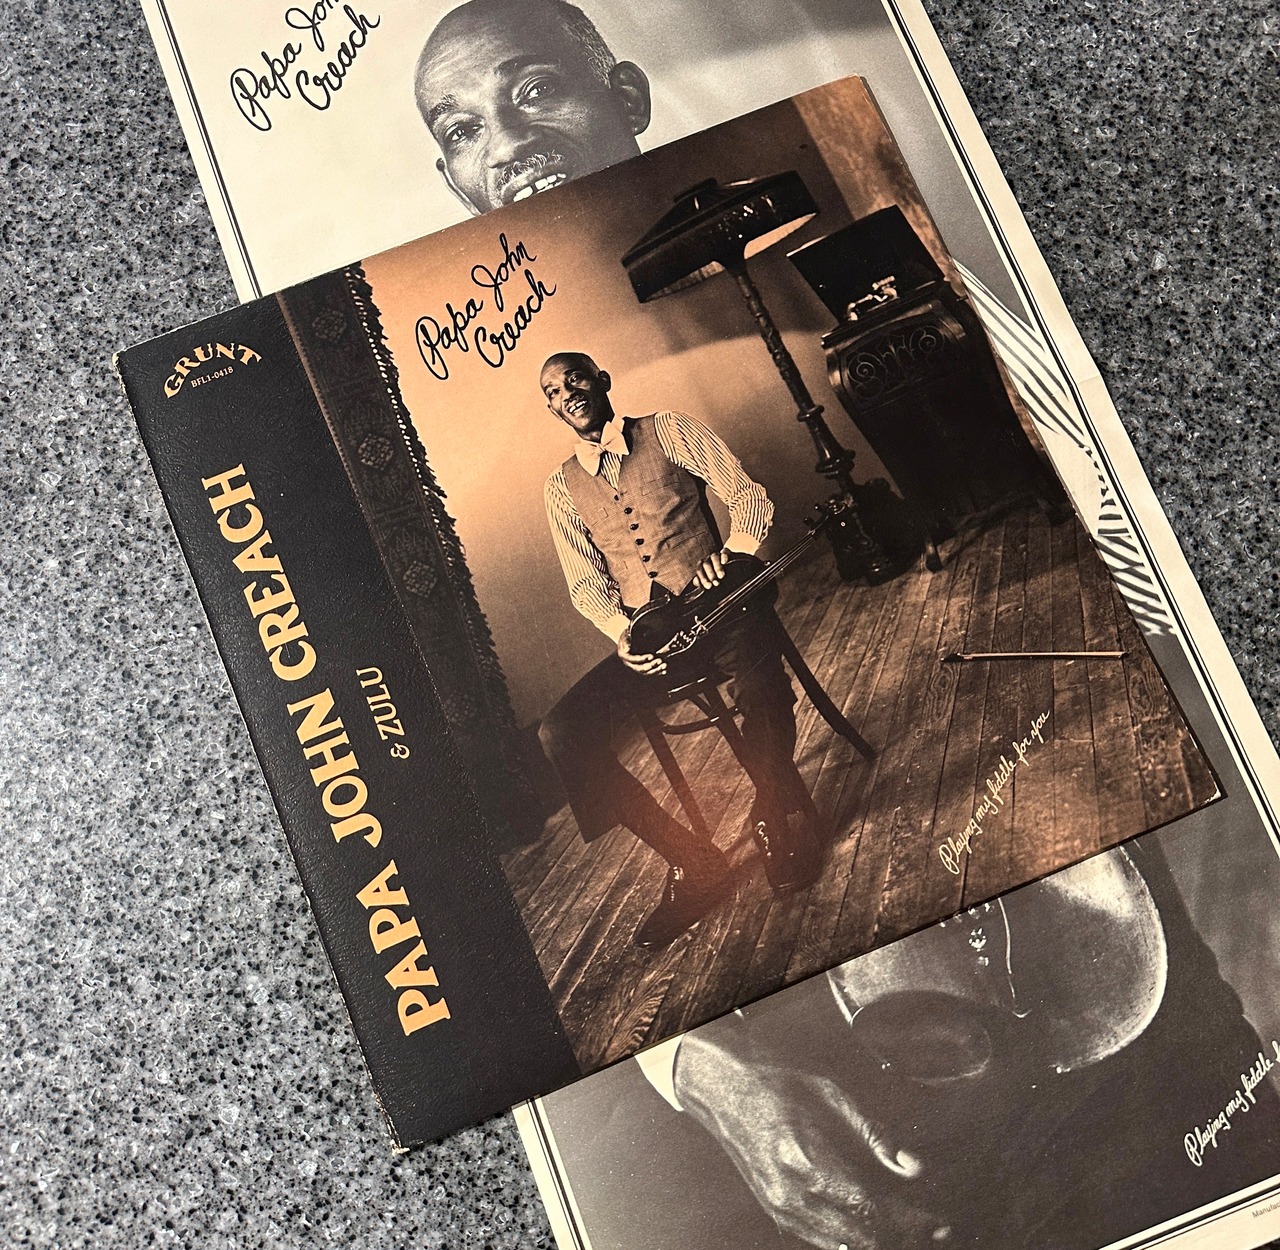 Papa John
Creach
GRUNT
BFL1-0418
PAPA JOHN CREACH
& ZULU
Papa John
Creach
Playing my fiddle for you
Playing my fiddle